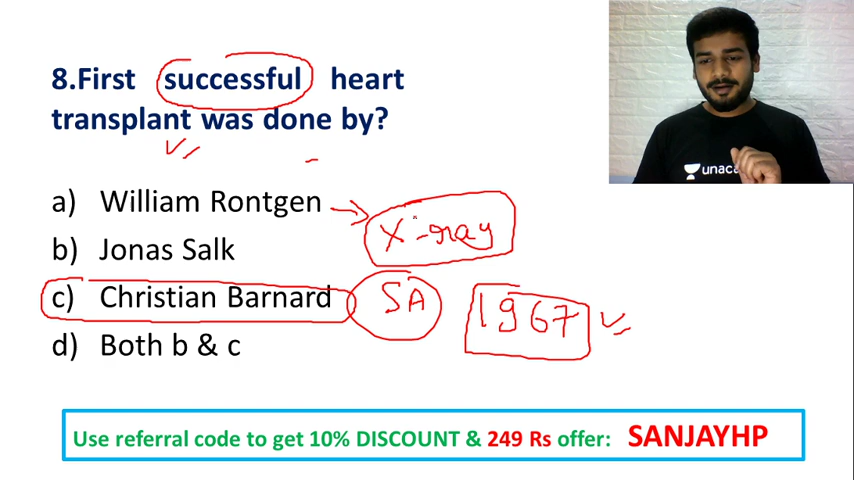 8.First successful heart
transplant was done by?
a) William Rontgen
X-ray
b) Jonas Salk
c) Christian Barnard
SA
1967
d) Both b & c
unaca
Use referral code to get 10% DISCOUNT & 249 Rs offer: SANJAYHP